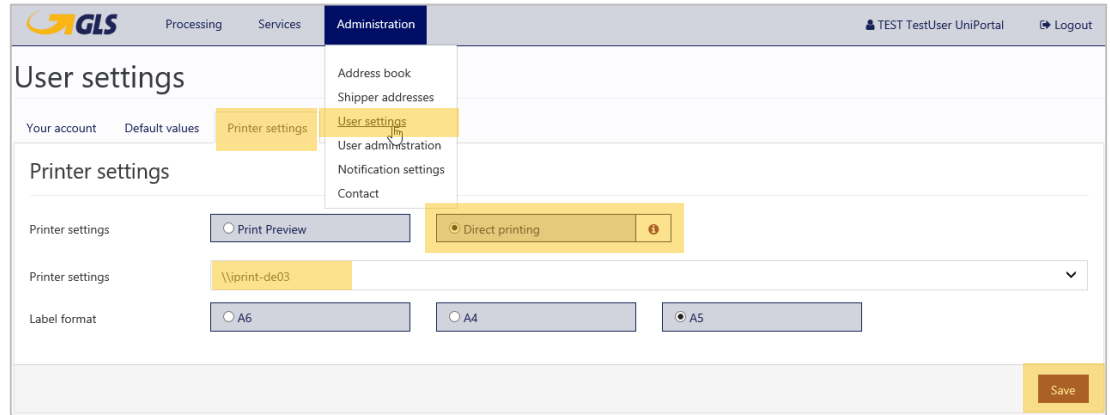 GLS Processing Services Administration TEST TestUser UniPortal Logout
User settings
Address book
Shipper addresses
User settings
User administration
Notification settings
Contact
Your account Default values Printer settings
Printer settings
Printer settings Print Preview Direct printing
Printer settings \\iprint-de03
Label format A6 A4 A5
Save